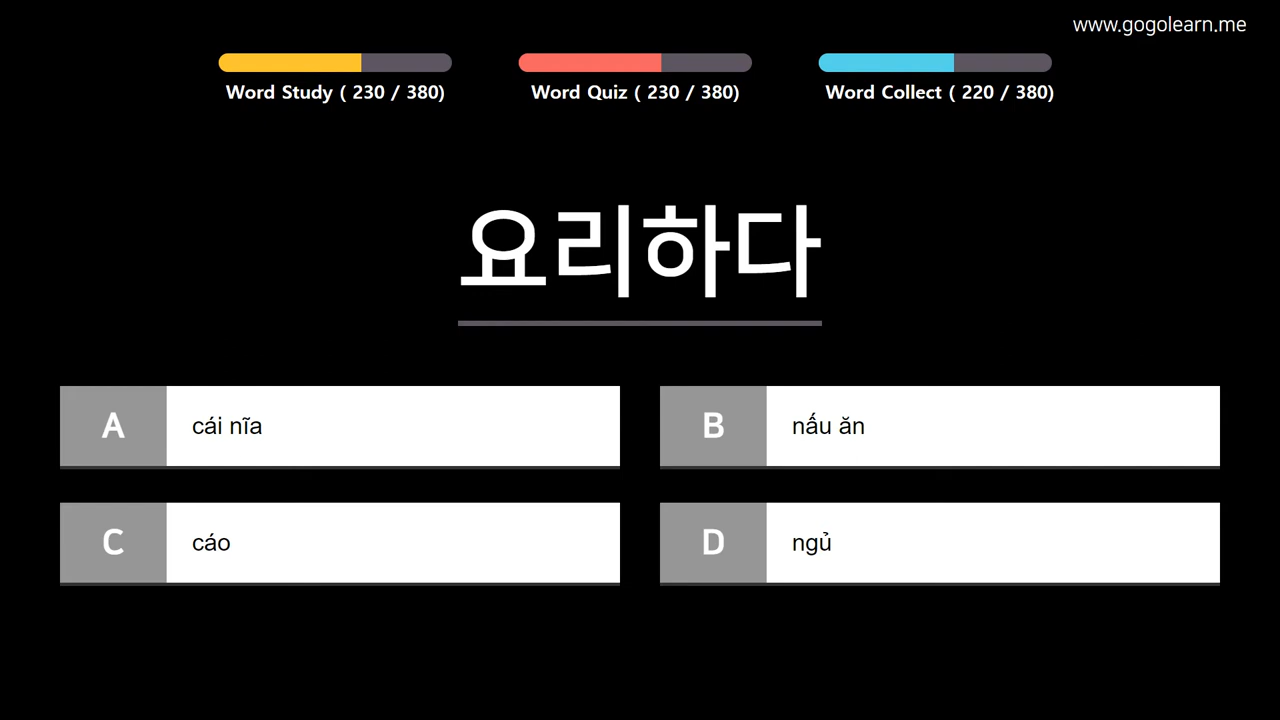 www.gogolearn.me
Word Study ( 230 / 380)
Word Quiz ( 230 / 380)
Word Collect ( 220 / 380)
요리하다
A cái nĩa
B nấu ăn
C cáo
D ngủ